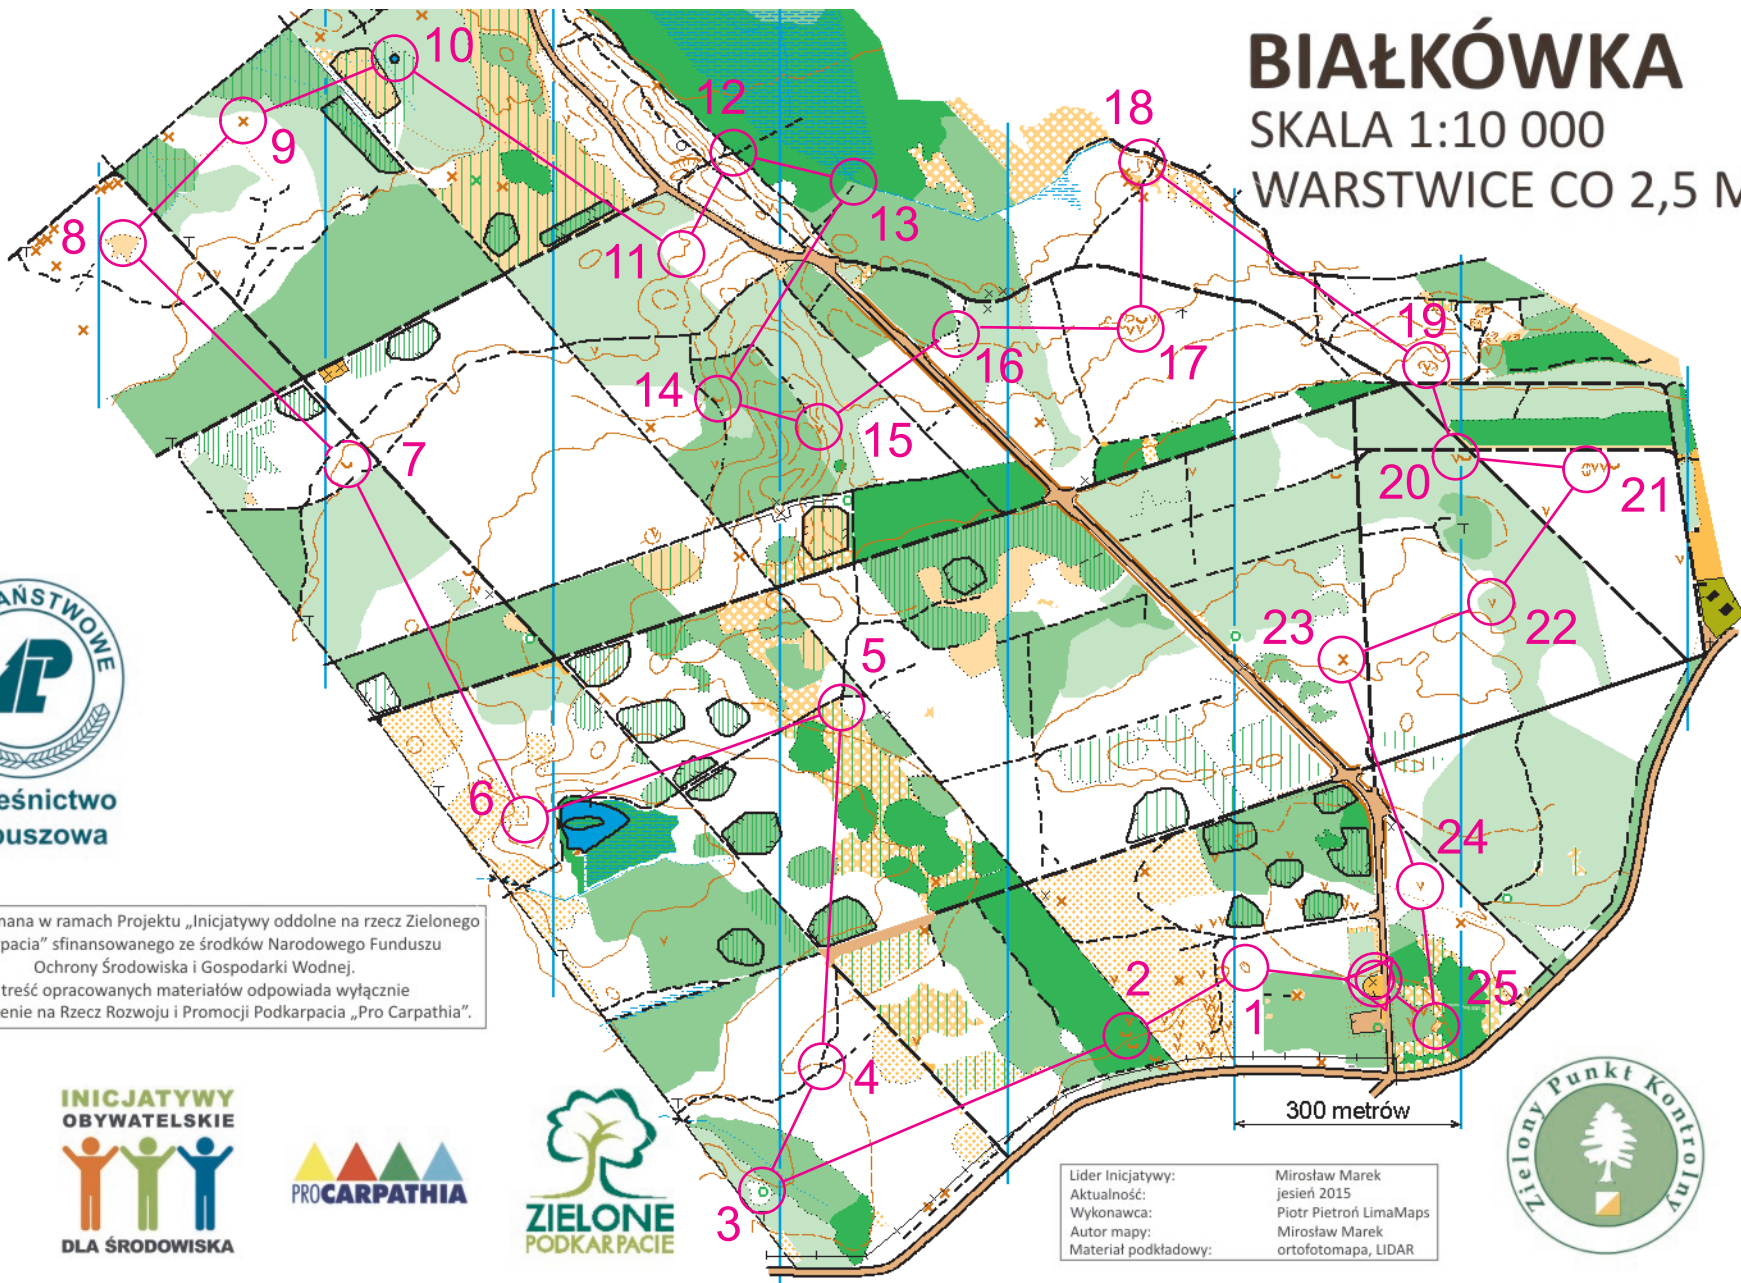 BIAŁKÓWKA
SKALA 1:10 000
WARSTWICE CO 2,5 M
10
12
18
9
8
13
11
19
16
17
14
15
7
20
21
5
23
22
6
24
2
25
1
4
3
300 metrów
AŃSTWOWE
LP
eśnictwo
buszowa
nana w ramach Projektu „Inicjatywy oddolne na rzecz Zielonego
pacia” sfinansowanego ze środków Narodowego Funduszu
Ochrony Środowiska i Gospodarki Wodnej.
treść opracowanych materiałów odpowiada wyłącznie
enie na Rzecz Rozwoju i Promocji Podkarpacia „Pro Carpathia”.
INICJATYWY
OBYWATELSKIE
DLA ŚRODOWISKA
PROCARPATHIA
ZIELONE
PODKARPACIE
Lider Inicjatywy: Mirosław Marek
Aktualność: jesień 2015
Wykonawca: Piotr Pietroń LimaMaps
Autor mapy: Mirosław Marek
Materiał podkładowy: ortofotomapa, LIDAR
Zielony Punkt Kontrolny